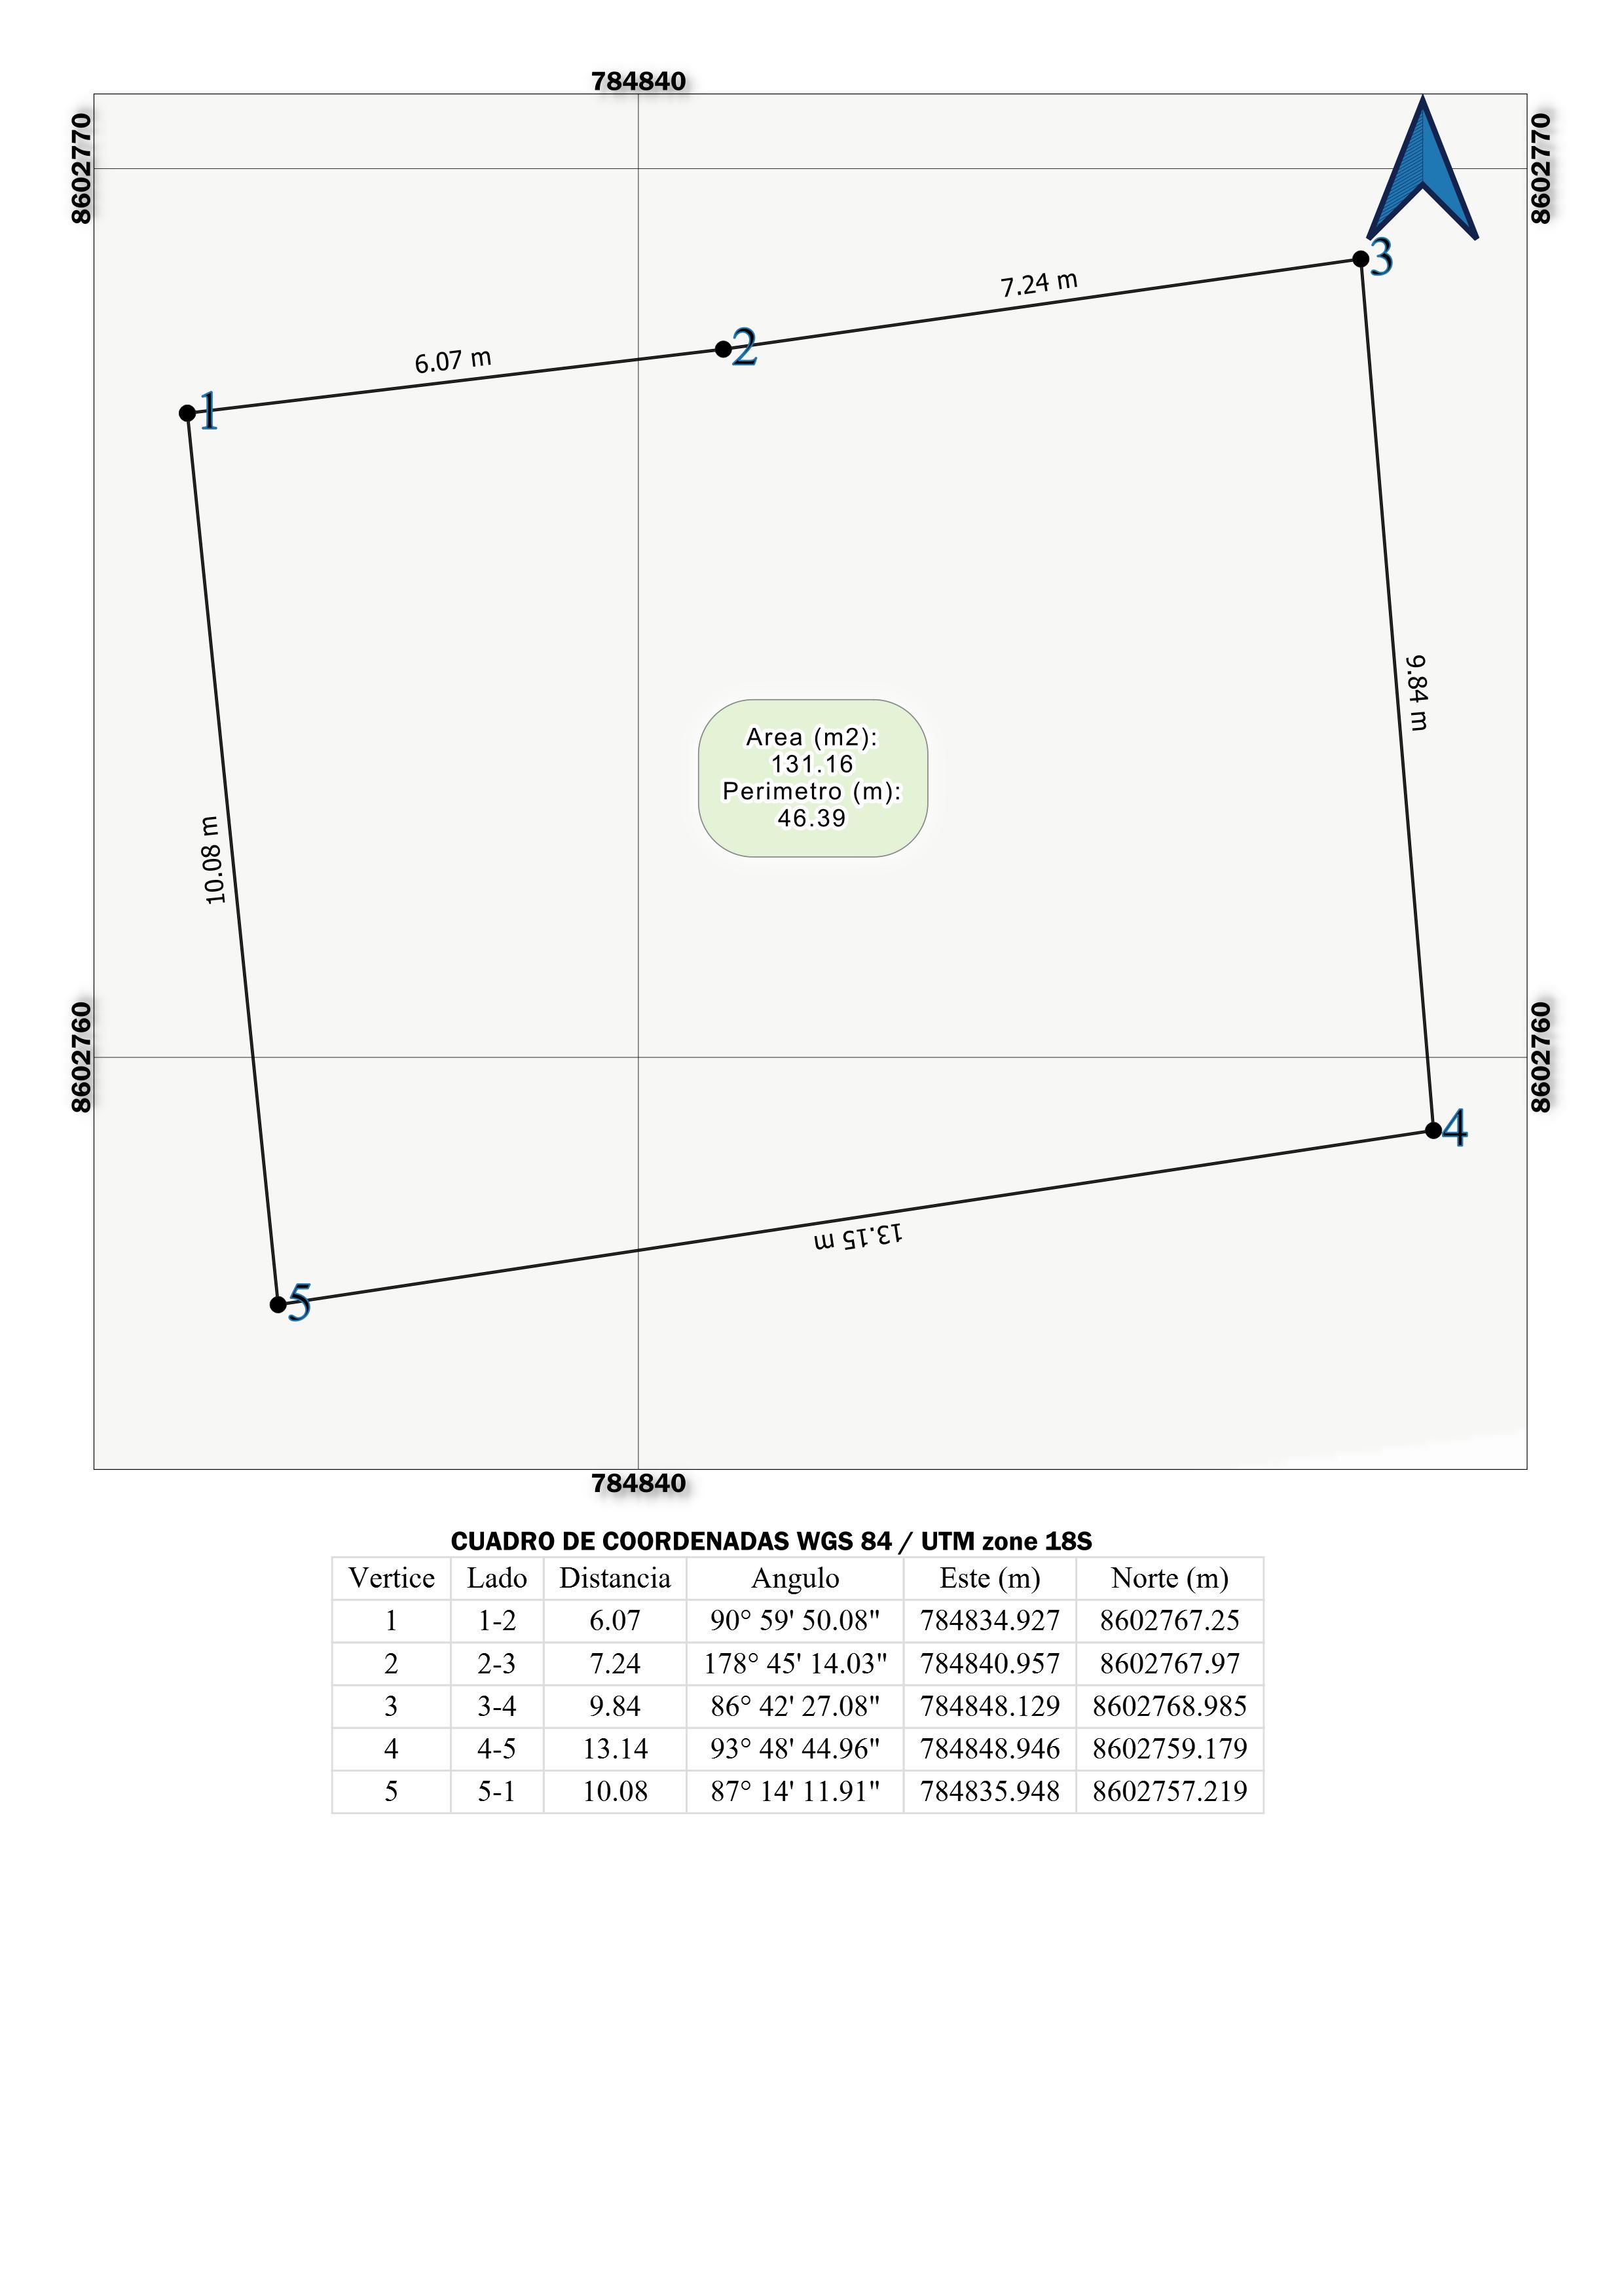 784840
8602770
8602770
3
7.24 m
2
6.07 m
1
9.84 m
Area (m2):
131.16
Perimetro (m):
46.39
10.08 m
8602760
8602760
4
13.15 m
5
784840
CUADRO DE COORDENADAS WGS 84 / UTM zone 18S
Vertice Lado Distancia Angulo Este (m) Norte (m)
1 1-2 6.07 90° 59' 50.08" 784834.927 8602767.25
2 2-3 7.24 178° 45' 14.03" 784840.957 8602767.97
3 3-4 9.84 86° 42' 27.08" 784848.129 8602768.985
4 4-5 13.14 93° 48' 44.96" 784848.946 8602759.179
5 5-1 10.08 87° 14' 11.91" 784835.948 8602757.219